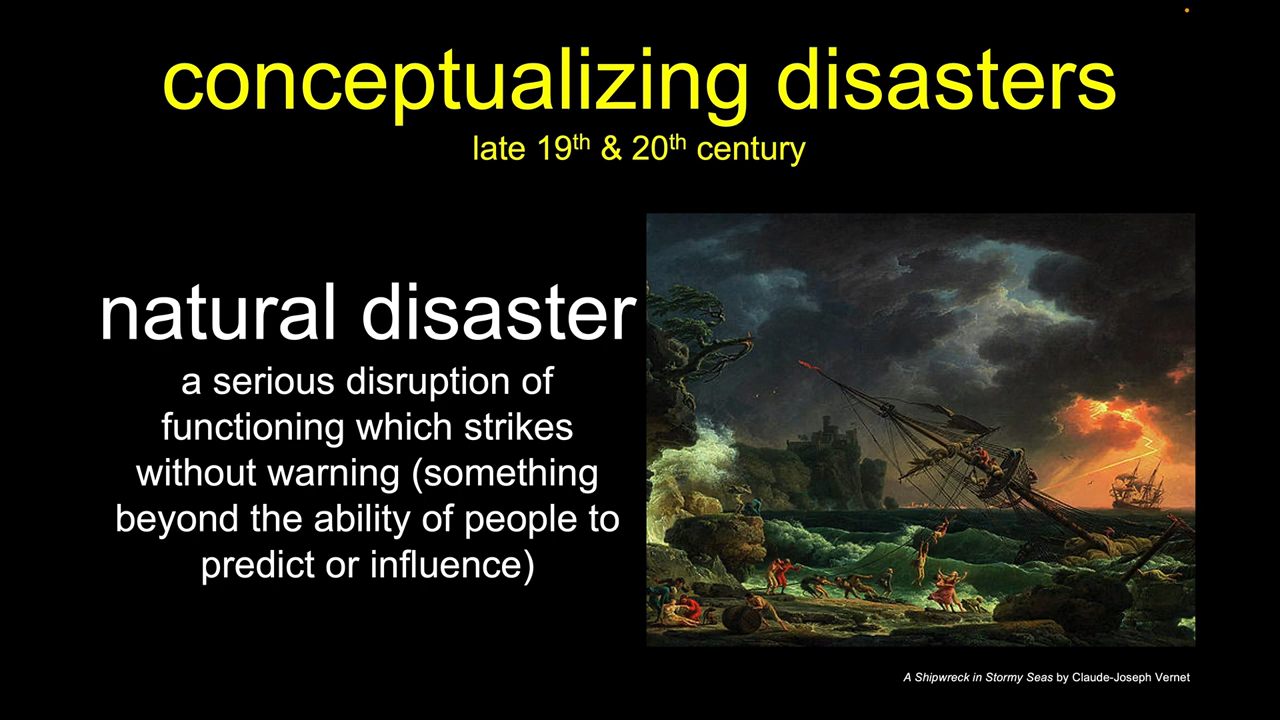 conceptualizing disasters
late 19th & 20th century
natural disaster
a serious disruption of
functioning which strikes
without warning (something
beyond the ability of people to
predict or influence)
A Shipwreck in Stormy Seas by Claude-Joseph Vernet